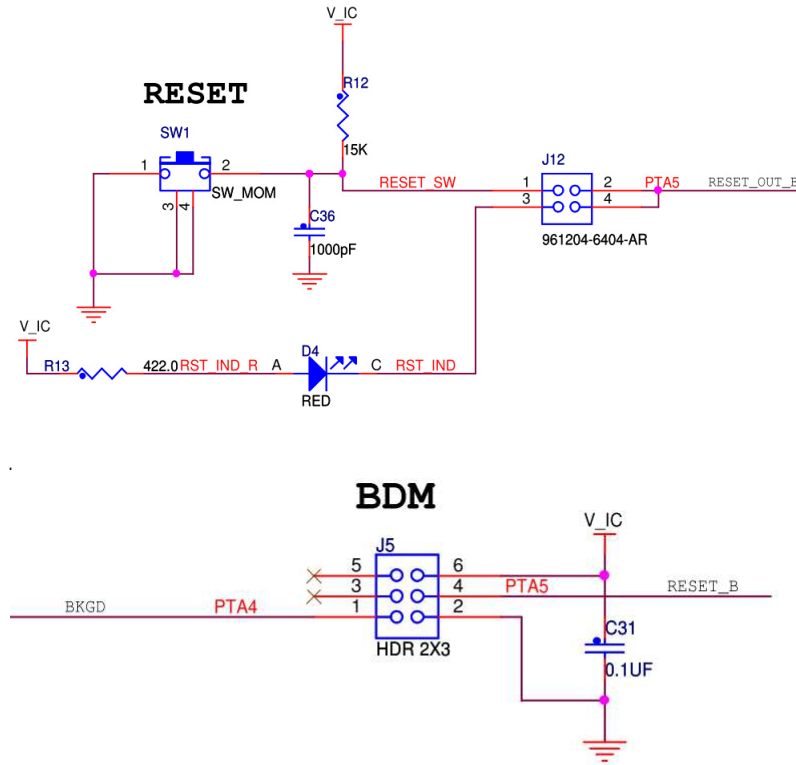 V_IC
R12
RESET
SW1
15K
J12
1
2
RESET_SW
1
2
PTA5
RESET_OUT_B
SW_MOM
3
4
3
4
C36
1000pF
961204-6404-AR
V_IC
R13
422.0
RST_IND_R
A
D4
C
RST_IND
RED
.
BDM
V_IC
J5
5
6
3
4
PTA5
RESET_B
BKGD
PTA4
1
2
C31
HDR 2X3
0.1UF